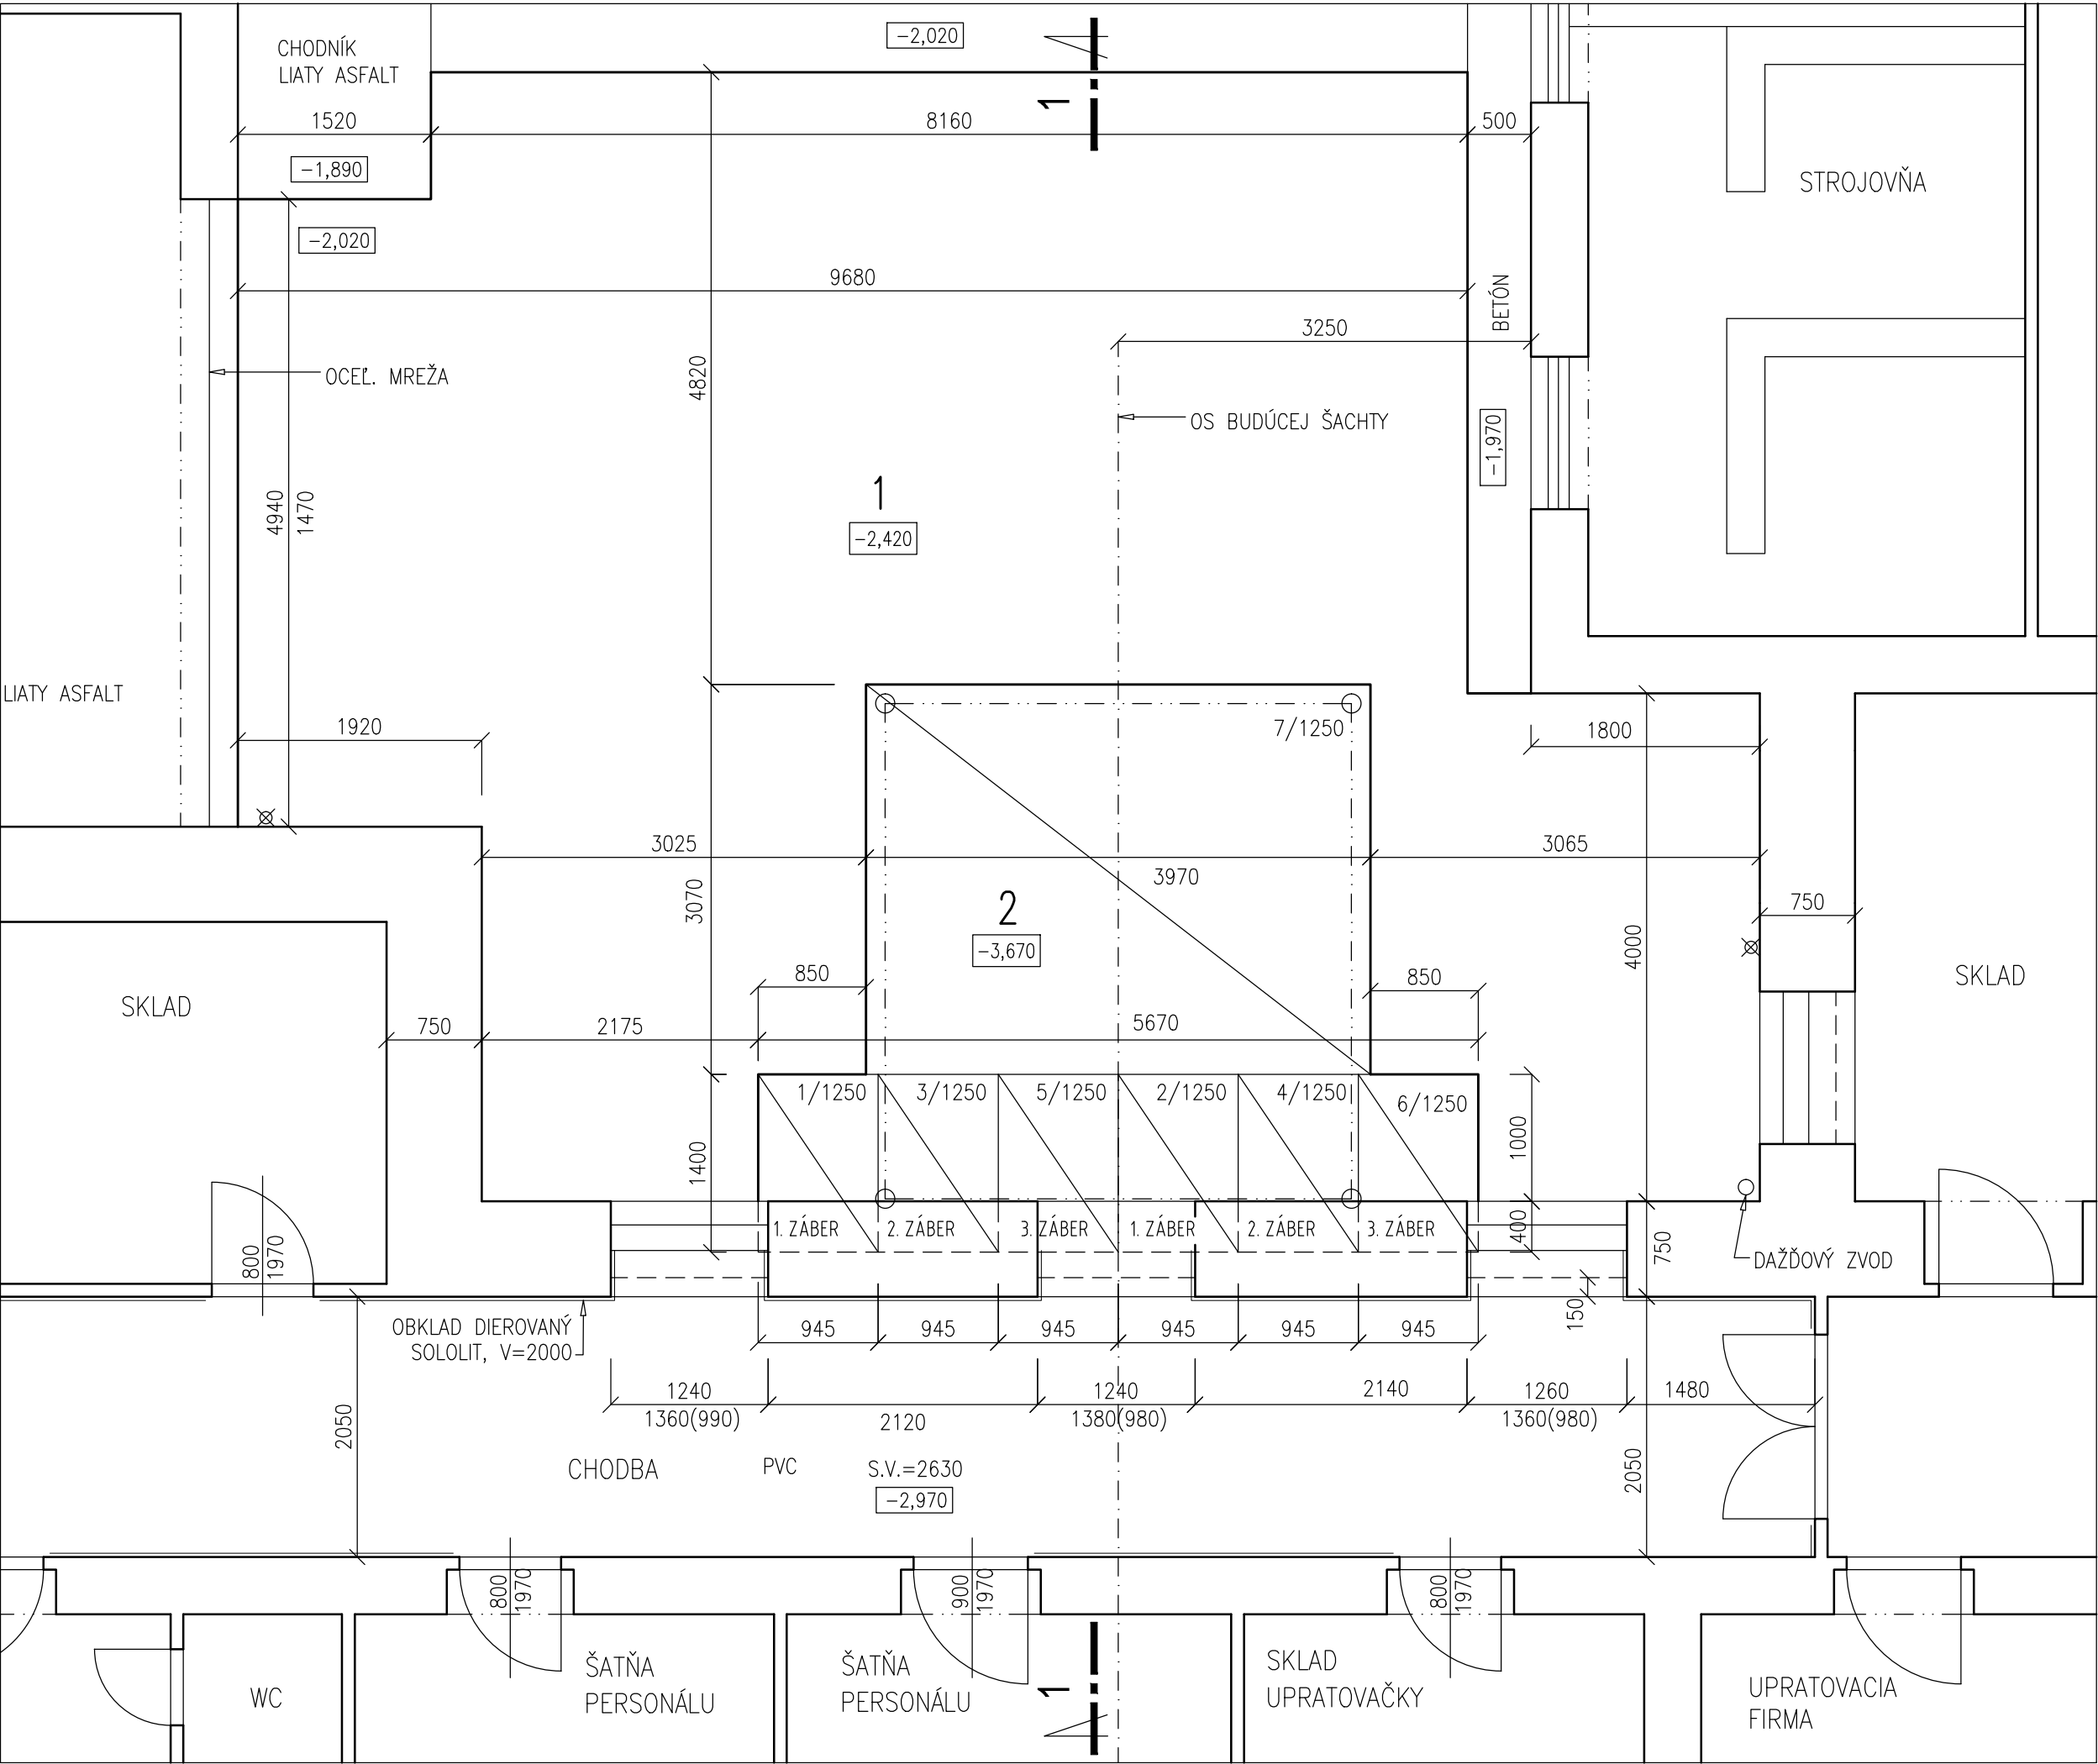 -2,020
CHODNÍK
LIATY ASFALT
1
1520
8160
500
-1,890
STROJOVŇA
-2,020
9680
BETÓN
3250
OCEĽ. MREŽA
4820
OS BUDÚCEJ ŠACHTY
-1,970
4940
1470
1
-2,420
LIATY ASFALT
1920
7/1250
1800
3025
3970
3065
3070
2
-3,670
750
4000
850
850
SKLAD
SKLAD
750
2175
5670
1/1250
3/1250
5/1250
2/1250
4/1250
6/1250
1400
1000
1. ZÁBER
2. ZÁBER
3. ZÁBER
1. ZÁBER
2. ZÁBER
3. ZÁBER
400
750
800
1970
DAŽĎOVÝ ZVOD
150
OBKLAD DIEROVANÝ
SOLOLIT, V=2000
945
945
945
945
945
945
1240
1360(990)
2120
1240
1380(980)
2140
1260
1360(980)
1480
2050
2050
CHODBA
PVC
S.V.=2630
-2,970
800
1970
900
1970
800
1970
WC
ŠATŇA
PERSONÁLU
ŠATŇA
PERSONÁLU
1
SKLAD
UPRATOVAČKY
UPRATOVACIA
FIRMA